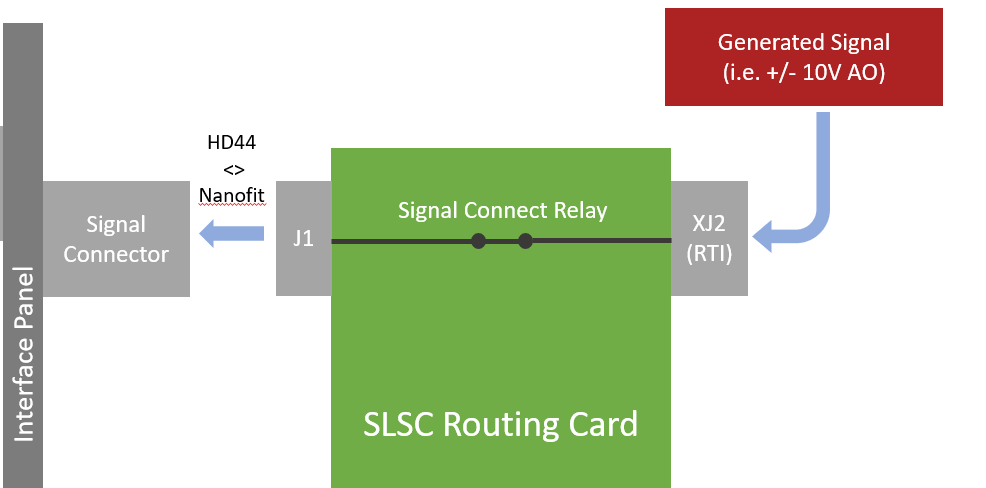 Generated Signal
(i.e. +/- 10V AO)
HD44
<>
Nanofit
Signal Connect Relay
Signal
Connector
J1
XJ2
(RTI)
Interface Panel
SLSC Routing Card